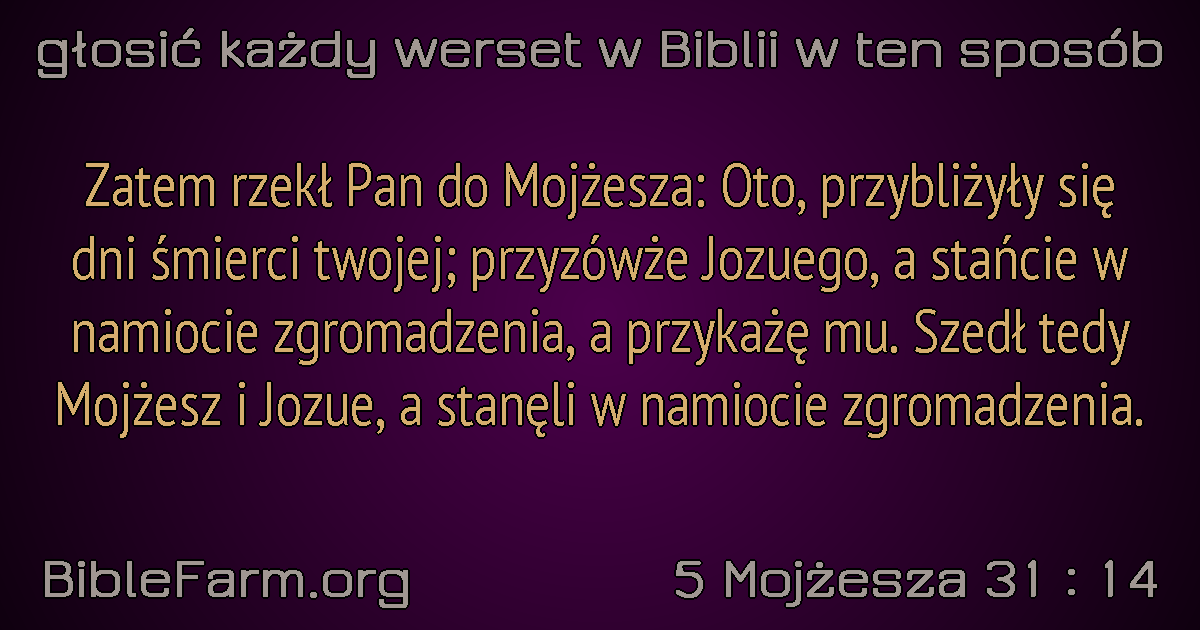 głosić każdy werset w Biblii w ten sposób
Zatem rzekł Pan do Mojżesza: Oto, przybliżyły się
dni śmierci twojej; przyzówże Jozuego, a stańcie w
namiocie zgromadzenia, a przykażę mu. Szedł tedy
Mojżesz i Jozue, a stanęli w namiocie zgromadzenia.
BibleFarm.org
5 Mojżesza 31 : 14